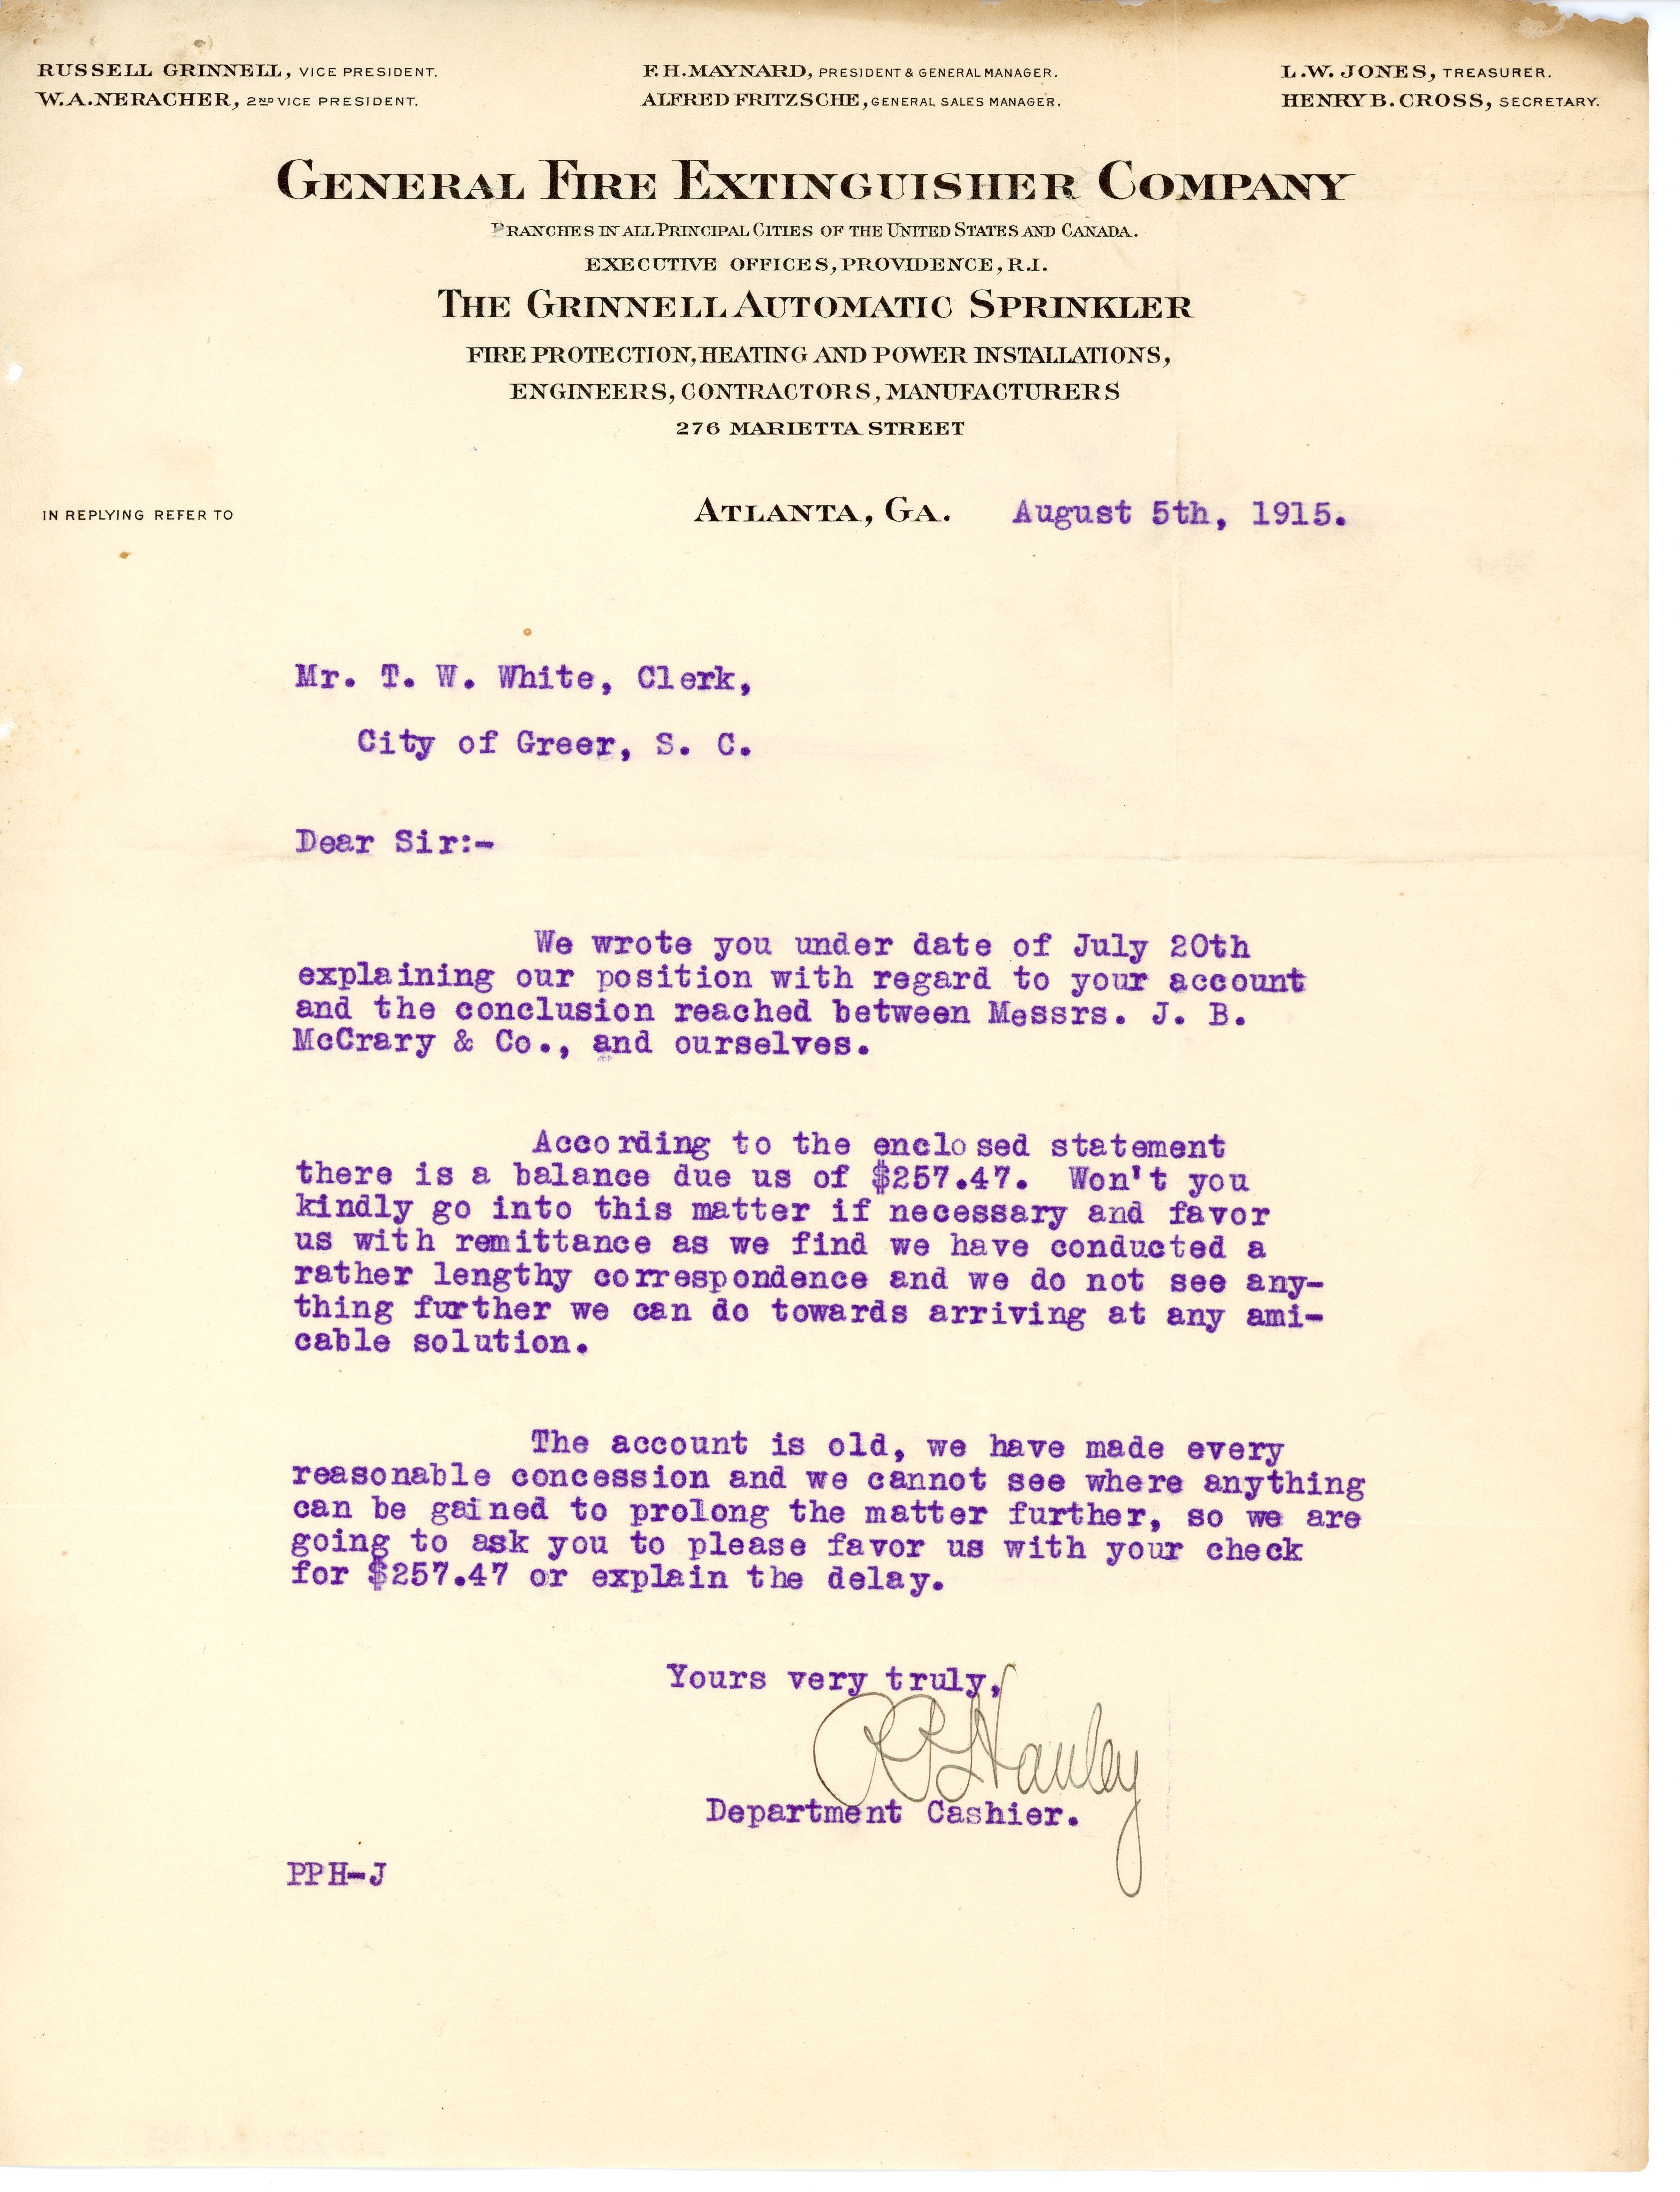 RUSSELL GRINNELL, VICE PRESIDENT.
W.A. NERACHER, 2ND VICE PRESIDENT.
F. H. MAYNARD, PRESIDENT & GENERAL MANAGER.
ALFRED FRITZSCHE, GENERAL SALES MANAGER.
L.W. JONES, TREASURER.
HENRY B. CROSS, SECRETARY.
GENERAL FIRE EXTINGUISHER COMPANY
BRANCHES IN ALL PRINCIPAL CITIES OF THE UNITED STATES AND CANADA.
EXECUTIVE OFFICES, PROVIDENCE, R.I.
THE GRINNELL AUTOMATIC SPRINKLER
FIRE PROTECTION, HEATING AND POWER INSTALLATIONS,
ENGINEERS, CONTRACTORS, MANUFACTURERS
276 MARIETTA STREET
IN REPLYING REFER TO
ATLANTA, GA. August 5th, 1915.
Mr. T. W. White, Clerk,
City of Greer, S. C.
Dear Sir:-
We wrote you under date of July 20th
explaining our position with regard to your account
and the conclusion reached between Messrs. J. B.
McCrary & Co., and ourselves.
According to the enclosed statement
there is a balance due us of $257.47. Won't you
kindly go into this matter if necessary and favor
us with remittance as we find we have conducted a
rather lengthy correspondence and we do not see any-
thing further we can do towards arriving at any ami-
cable solution.
The account is old, we have made every
reasonable concession and we cannot see where anything
can be gained to prolong the matter further, so we are
going to ask you to please favor us with your check
for $257.47 or explain the delay.
Yours very truly,
Department Cashier.
PPH-J